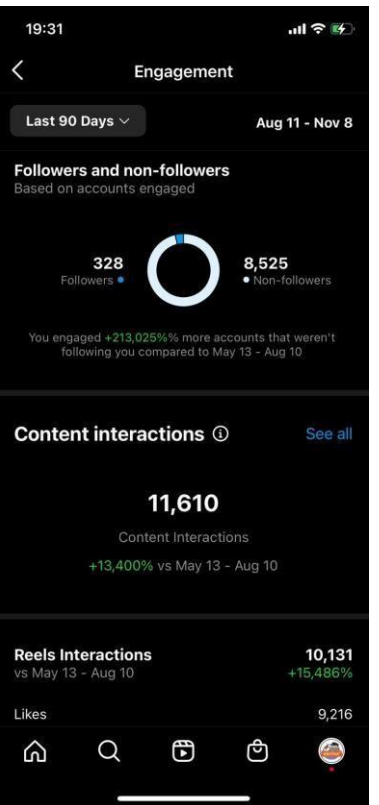 19:31
Engagement
Last 90 Days
Aug 11 - Nov 8
Followers and non-followers
Based on accounts engaged
328
Followers
8,525
Non-followers
You engaged +213,025%% more accounts that weren't
following you compared to May 13 - Aug 10
Content interactions
See all
11,610
Content Interactions
+13,400% vs May 13 - Aug 10
Reels Interactions
10,131
vs May 13 - Aug 10
+15,486%
Likes
9,216